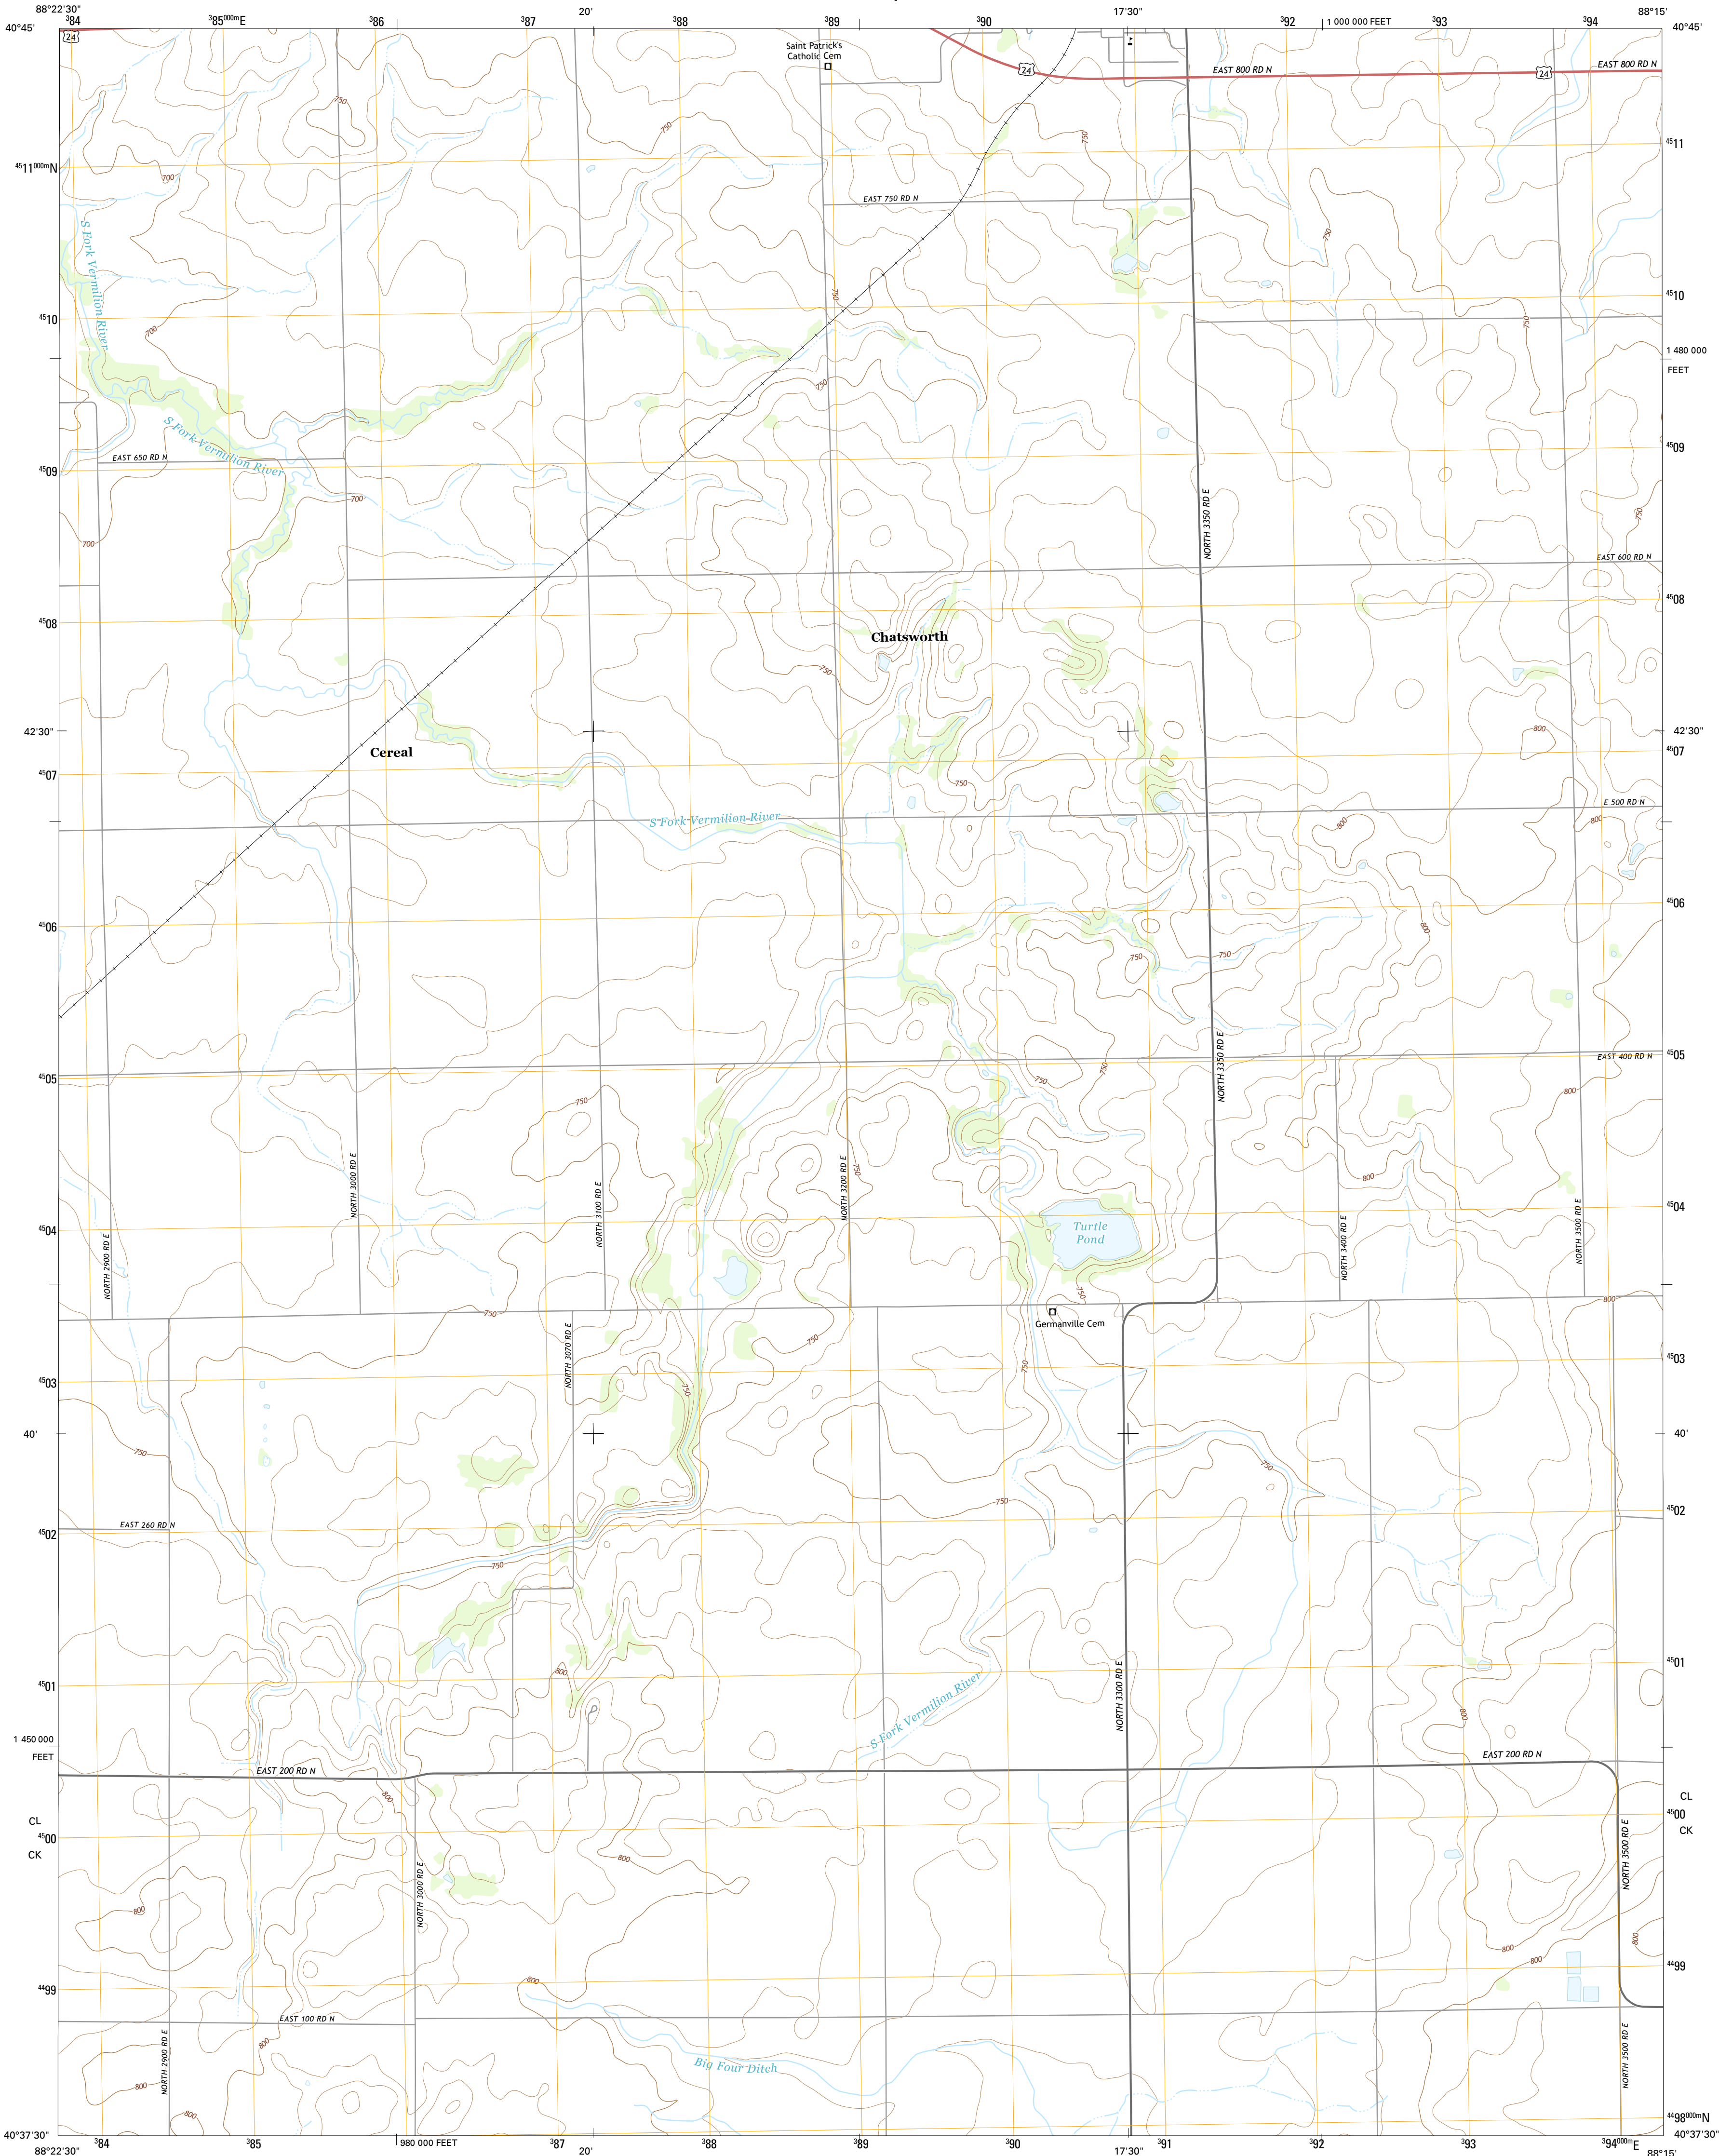 88°22'30"
384
385000mE
386
387
20'
388
389
390
17'30"
392
1 000 000 FEET
393
394
88°15'
40°45'
40°45'
24
Saint Patrick's
Catholic Cem
24
EAST 800 RD N
24
EAST 800 RD N
750
750
750
4511000mN
4511
700
EAST 750 RD N
S Fork Vermilion River
750
750
4510
4510
700
750
1 480 000
FEET
750
S Fork Vermilion River
EAST 650 RD N
4509
4509
700
750
NORTH 3350 RD E
700
EAST 600 RD N
4508
4508
Chatsworth
750
42'30"
42'30"
800
Cereal
4507
4507
750
E 500 RD N
S Fork Vermilion River
800
800
4506
4506
800
750
750
NORTH 3350 RD E
4505
4505
EAST 400 RD N
750
750
750
800
NORTH 3000 RD E
NORTH 3100 RD E
NORTH 3200 RD E
750
800
4504
4504
NORTH 2900 RD E
Turtle
Pond
NORTH 3400 RD E
NORTH 3500 RD E
750
750
800
Germanville Cem
NORTH 3070 RD E
750
750
4503
4503
750
40'
40'
750
750
750
4502
4502
EAST 260 RD N
750
800
4501
4501
NORTH 3300 RD E
S Fork Vermilion River
800
1 450 000
FEET
EAST 200 RD N
EAST 200 RD N
800
CL
CL
4500
4500
CK
CK
800
NORTH 3000 RD E
NORTH 3500 RD E
800
800
800
800
4499
4499
800
EAST 100 RD N
800
NORTH 2900 RD E
Big Four Ditch
NORTH 3500 RD E
800
800
4498000mN
40°37'30"
40°37'30"
384
385
980 000 FEET
387
388
389
390
391
392
393
394000mE
88°22'30"
20'
17'30"
88°15'